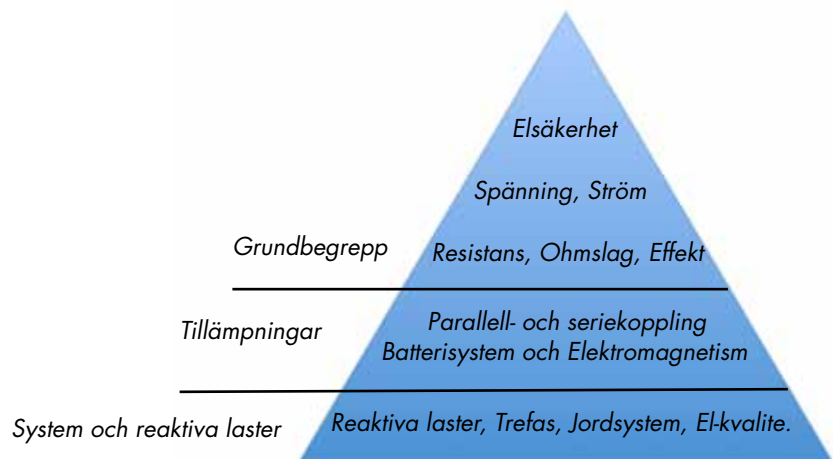 Elsäkerhet
Spänning, Ström
Grundbegrepp Resistans, Ohmslag, Effekt
Tillämpningar Parallell- och seriekoppling
Batterisystem och Elektromagnetism
System och reaktiva laster Reaktiva laster, Trefas, Jordsystem, El-kvalite.